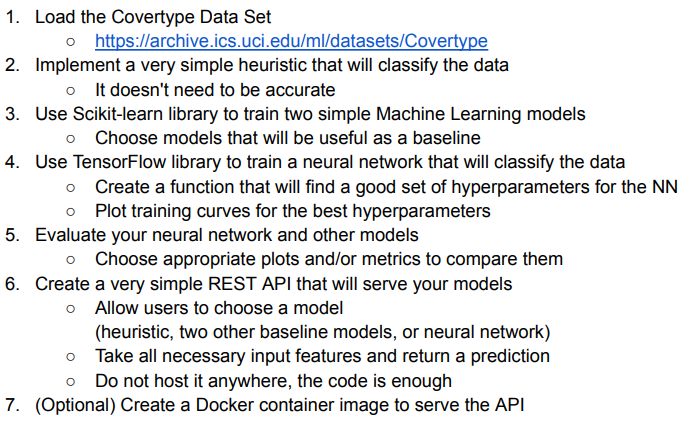 1. Load the Covertype Data Set
○ https://archive.ics.uci.edu/ml/datasets/Covertype
2. Implement a very simple heuristic that will classify the data
○ It doesn't need to be accurate
3. Use Scikit-learn library to train two simple Machine Learning models
○ Choose models that will be useful as a baseline
4. Use TensorFlow library to train a neural network that will classify the data
○ Create a function that will find a good set of hyperparameters for the NN
○ Plot training curves for the best hyperparameters
5. Evaluate your neural network and other models
○ Choose appropriate plots and/or metrics to compare them
6. Create a very simple REST API that will serve your models
○ Allow users to choose a model
(heuristic, two other baseline models, or neural network)
○ Take all necessary input features and return a prediction
○ Do not host it anywhere, the code is enough
7. (Optional) Create a Docker container image to serve the API